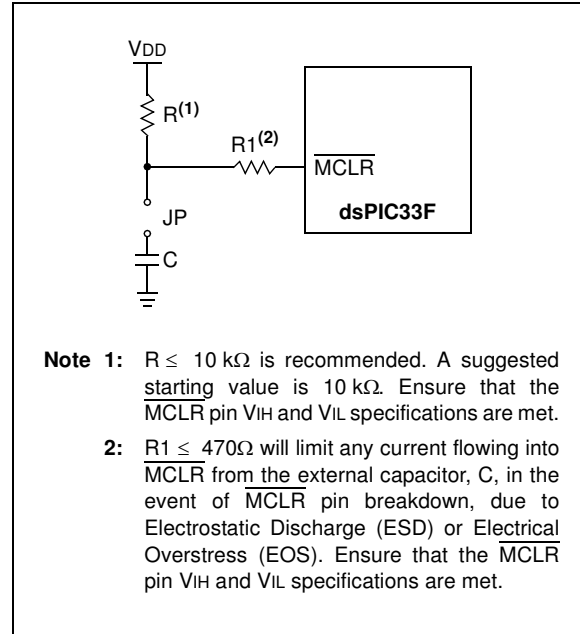 VDD
R(1)
R1(2)
MCLR
dsPIC33F
JP
C
Note 1: R ≤ 10 kΩ is recommended. A suggested
starting value is 10 kΩ. Ensure that the
MCLR pin VIH and VIL specifications are met.
2: R1 ≤ 470Ω will limit any current flowing into
MCLR from the external capacitor, C, in the
event of MCLR pin breakdown, due to
Electrostatic Discharge (ESD) or Electrical
Overstress (EOS). Ensure that the MCLR
pin VIH and VIL specifications are met.